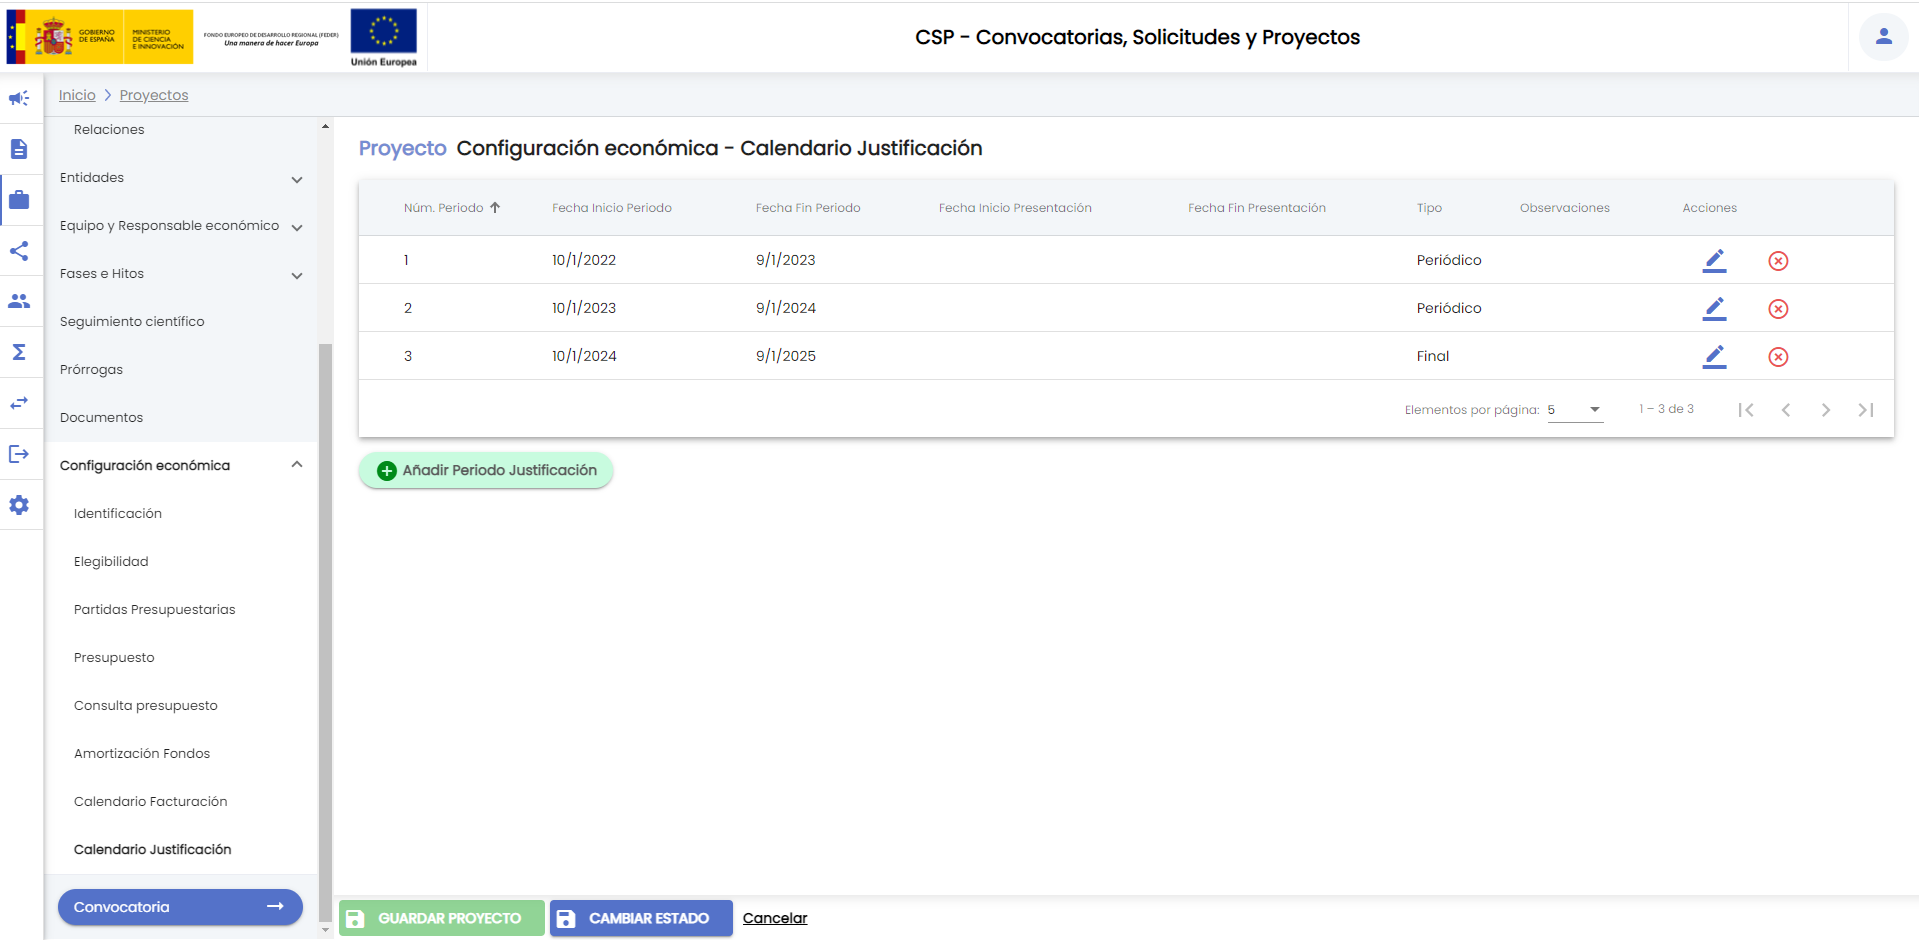 GOBIERNO
DE ESPAÑA
MINISTERIO
DE CIENCIA
E INNOVACIÓN
FONDO EUROPEO DE DESARROLLO REGIONAL (FEDER)
Una manera de hacer Europa
Unión Europea
CSP - Convocatorias, Solicitudes y Proyectos
Inicio > Proyectos
Relaciones
Entidades
Equipo y Responsable económico
Fases e Hitos
Seguimiento científico
Prórrogas
Documentos
Configuración económica
Identificación
Elegibilidad
Partidas Presupuestarias
Presupuesto
Consulta presupuesto
Amortización Fondos
Calendario Facturación
Calendario Justificación
Convocatoria
Proyecto Configuración económica - Calendario Justificación
Núm. Periodo Fecha Inicio Periodo Fecha Fin Periodo Fecha Inicio Presentación Fecha Fin Presentación Tipo Observaciones Acciones
1 10/1/2022 9/1/2023 Periódico
2 10/1/2023 9/1/2024 Periódico
3 10/1/2024 9/1/2025 Final
Elementos por página: 5 1 – 3 de 3
Añadir Periodo Justificación
GUARDAR PROYECTO CAMBIAR ESTADO Cancelar